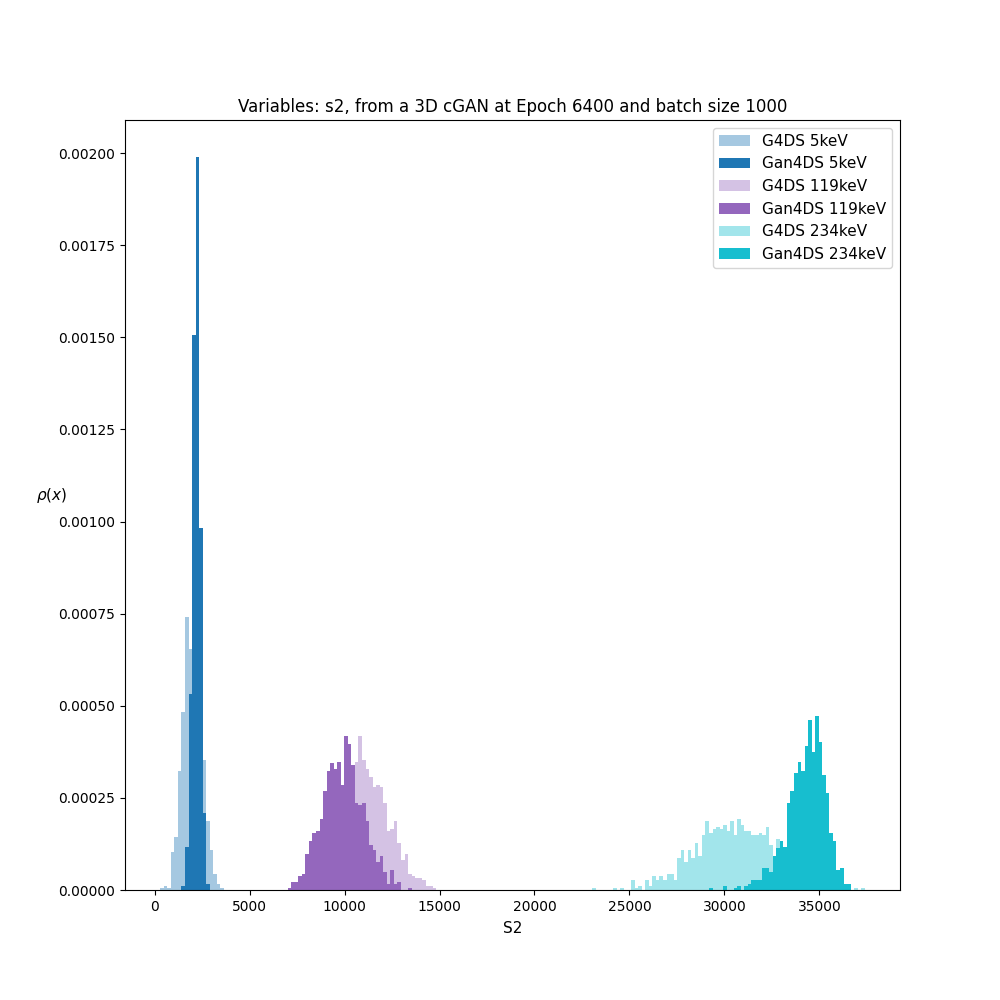 Variables: s2, from a 3D cGAN at Epoch 6400 and batch size 1000
G4DS 5keV
Gan4DS 5keV
G4DS 119keV
Gan4DS 119keV
G4DS 234keV
Gan4DS 234keV
0.00200
0.00175
0.00150
0.00125
0.00100
0.00075
0.00050
0.00025
0.00000
ρ(x)
0 5000 10000 15000 20000 25000 30000 35000
S2